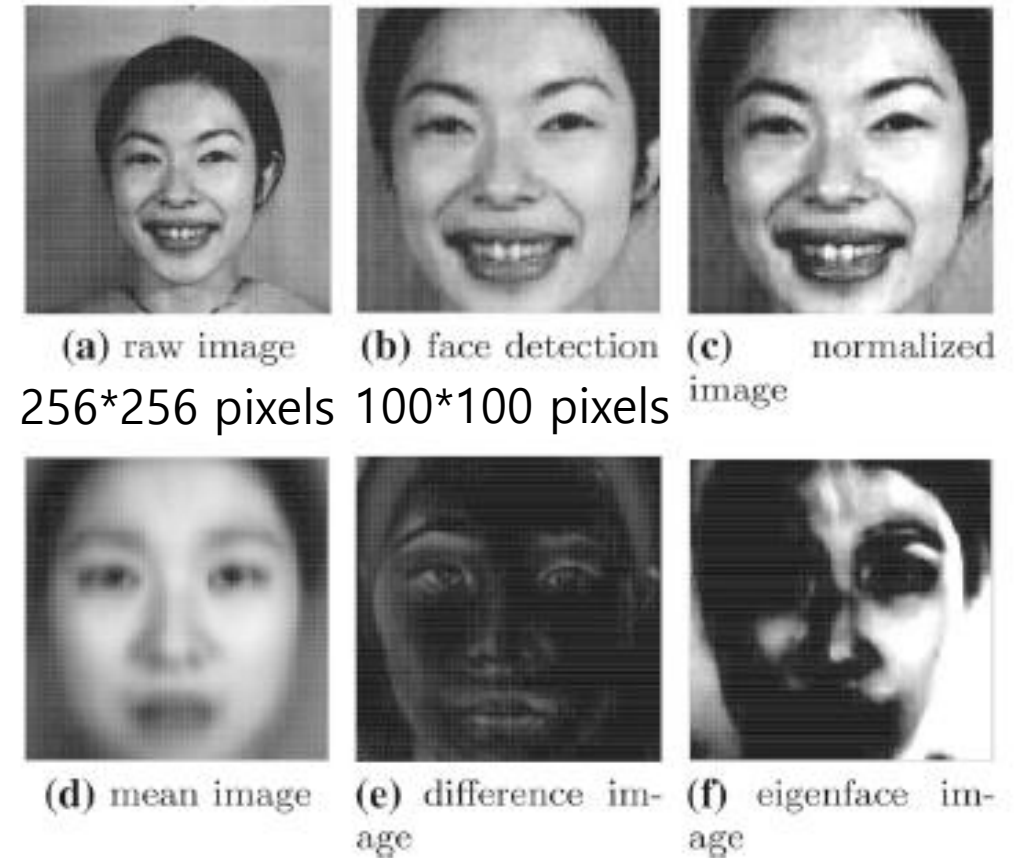 (a) raw image
(b) face detection
(c) normalized
image
256*256 pixels
100*100 pixels
(d) mean image
(e) difference im-
age
(f) eigenface im-
age